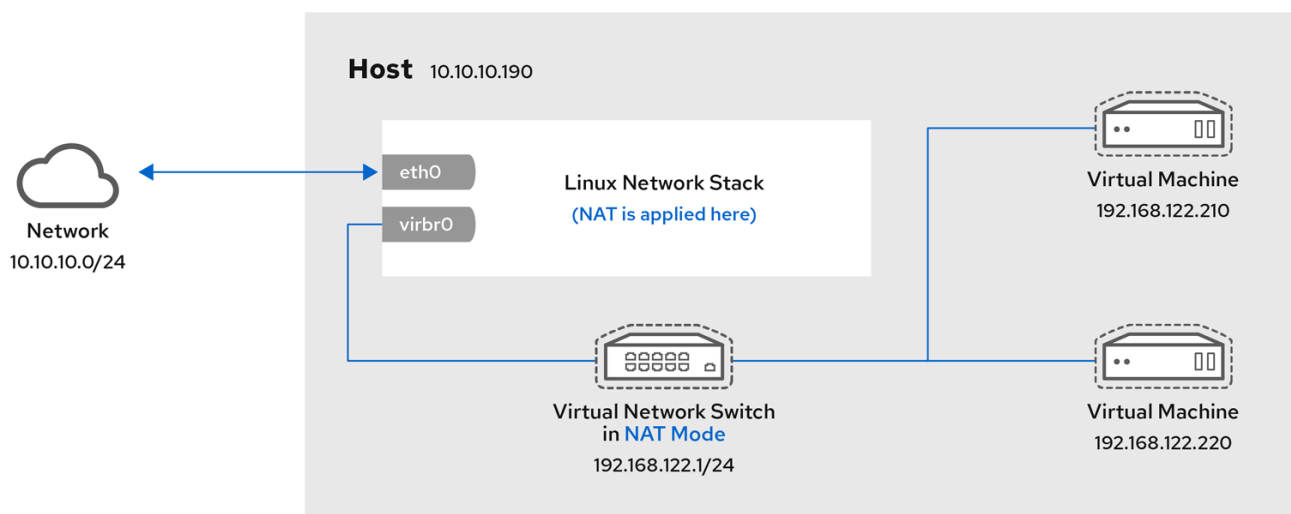 Host 10.10.10.190
eth0
Linux Network Stack
(NAT is applied here)
virbr0
Network
10.10.10.0/24
Virtual Machine
192.168.122.210
Virtual Network Switch
in NAT Mode
192.168.122.1/24
Virtual Machine
192.168.122.220